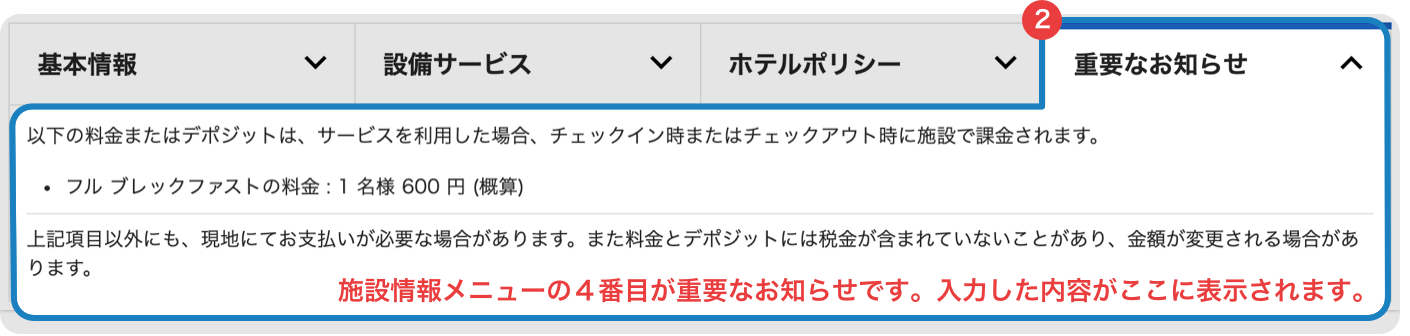 2
基本情報
設備サービス
ホテルポリシー
重要なお知らせ
以下の料金またはデポジットは、サービスを利用した場合、チェックイン時またはチェックアウト時に施設で課金されます。
• フル ブレックファストの料金 : 1 名様 600 円 (概算)
上記項目以外にも、現地にてお支払いが必要な場合があります。また料金とデポジットには税金が含まれていないことがあり、金額が変更される場合があ
ります。
施設情報メニューの４番目が重要なお知らせです。入力した内容がここに表示されます。